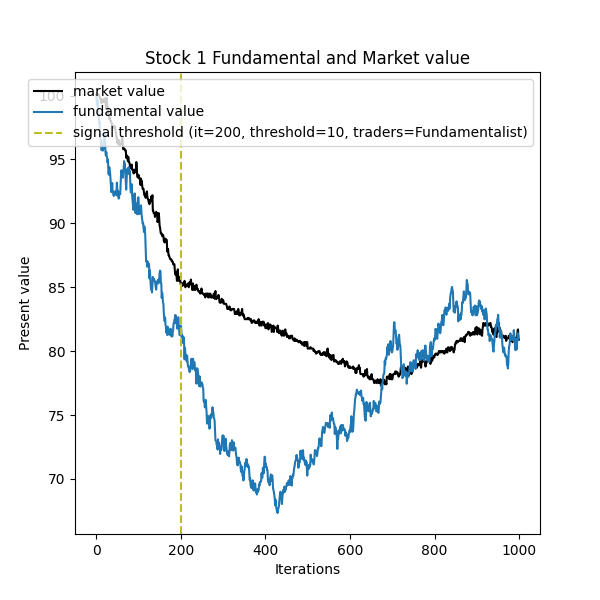 Stock 1 Fundamental and Market value
market value
fundamental value
signal threshold (it=200, threshold=10, traders=Fundamentalist)
100
95
90
85
80
75
70
Present value
0 200 400 600 800 1000
Iterations